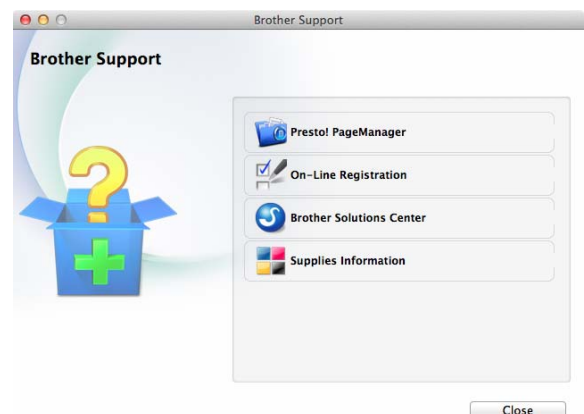 Brother Support
Brother Support
Presto! PageManager
On-Line Registration
Brother Solutions Center
Supplies Information
Close